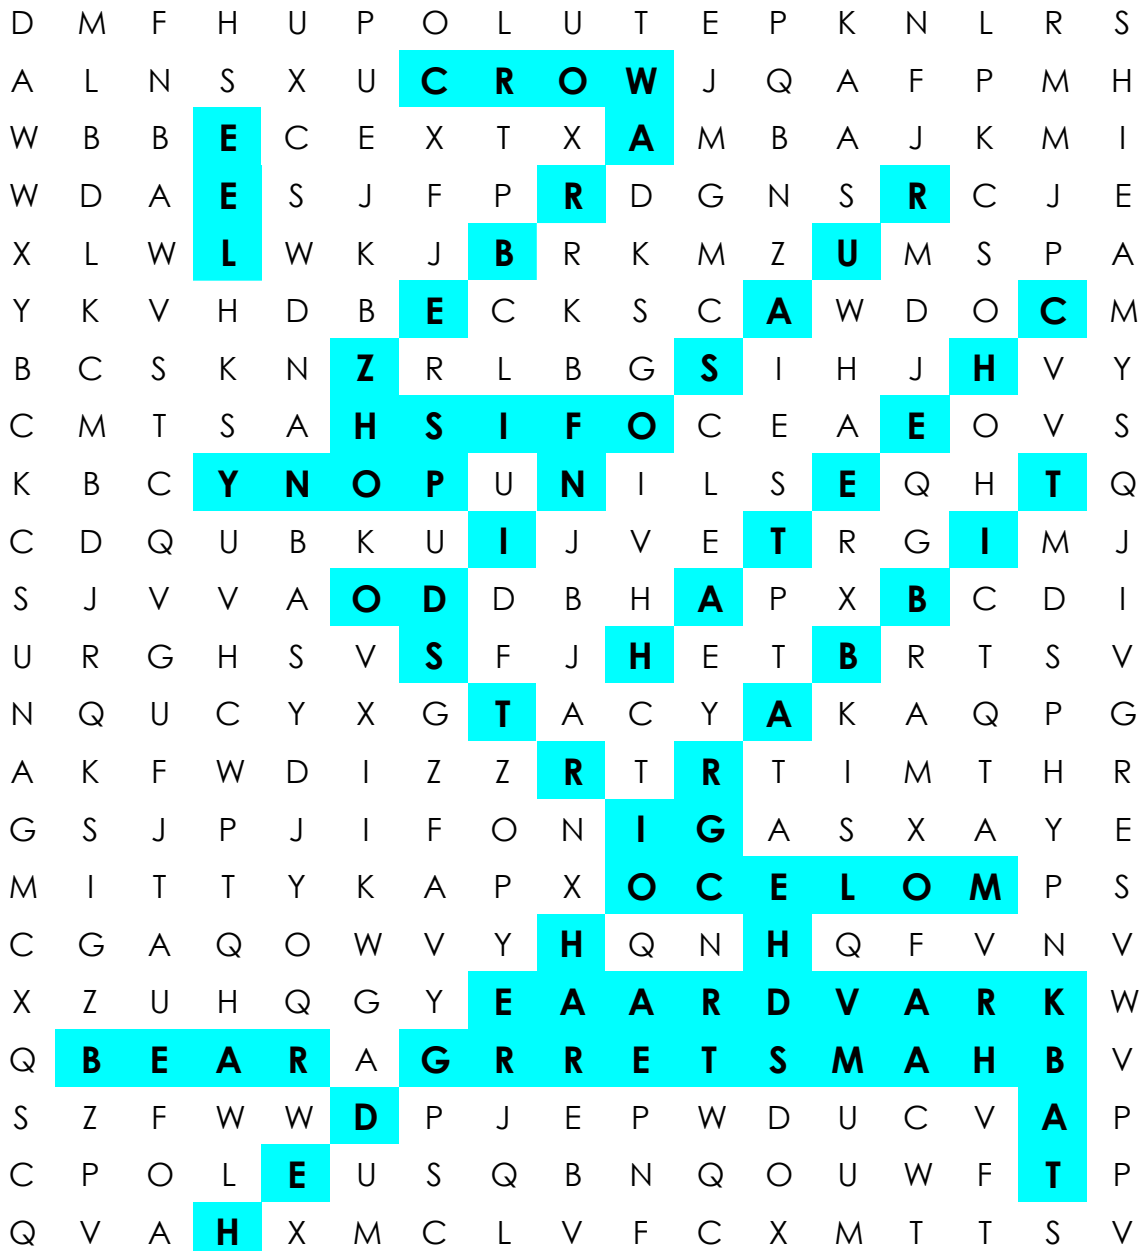 D M F H U P O L U T E P K N L R S
A L N S X U C R O W J Q A F P M H
W B B E C E X T X A M B A J K M I
W D A E S J F P R D G N S R C J E
X L W L W K J B R K M Z U M S P A
Y K V H D B E C K S C A W D O C M
B C S K N Z R L B G S I H J H V Y
C M T S A H S I F O C E A E O V S
K B C Y N O P U N I L S E Q H T Q
C D Q U B K U I J V E T R G I M J
S J V V A O D D B H A P X B C D I
U R G H S V S F J H E T B R T S V
N Q U C Y X G T A C Y A K A Q P G
A K F W D I Z Z R T R T I M T H R
G S J P J I F O N I G A S X A Y E
M I T T Y K A P X O C E L O M P S
C G A Q O W V Y H Q N H Q F V N V
X Z U H Q G Y E A A R D V A R K W
Q B E A R A G R R E T S M A H B V
S Z F W W D P J E P W D U C V A P
C P O L E U S Q B N Q O U W F T P
Q V A H X M C L V F C X M T T S V